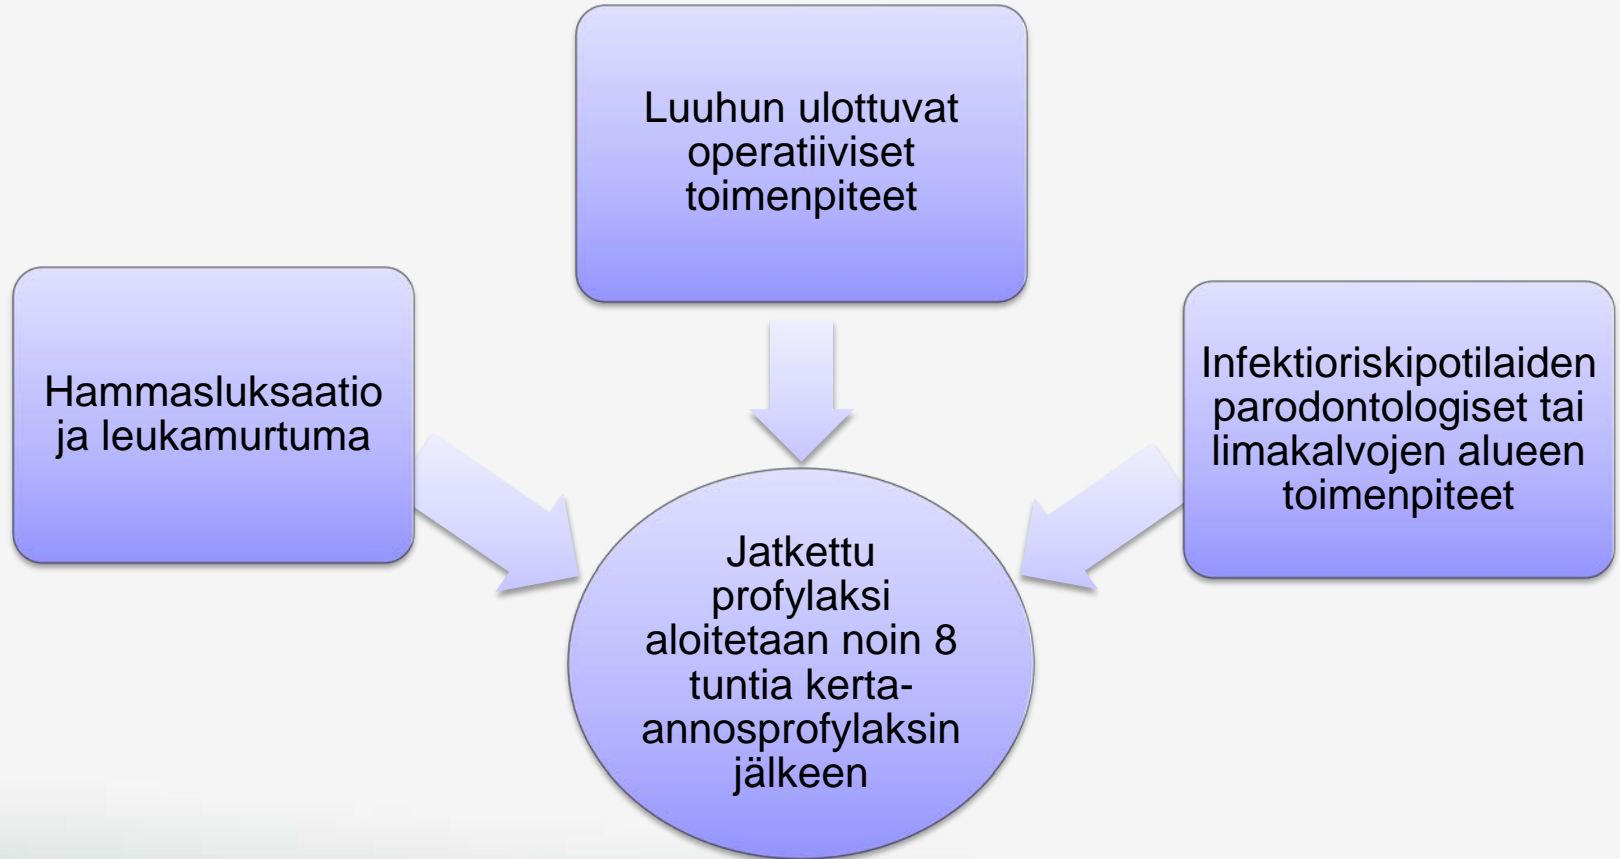 Luuhun ulottuvat
operatiiviset
toimenpiteet
Hammasluksaatio
ja leukamurtuma
Infektioriskipotilaiden
parodontologiset tai
limakalvojen alueen
toimenpiteet
Jatkettu
profylaksi
aloitetaan noin 8
tuntia kerta-
annosprofylaksin
jälkeen